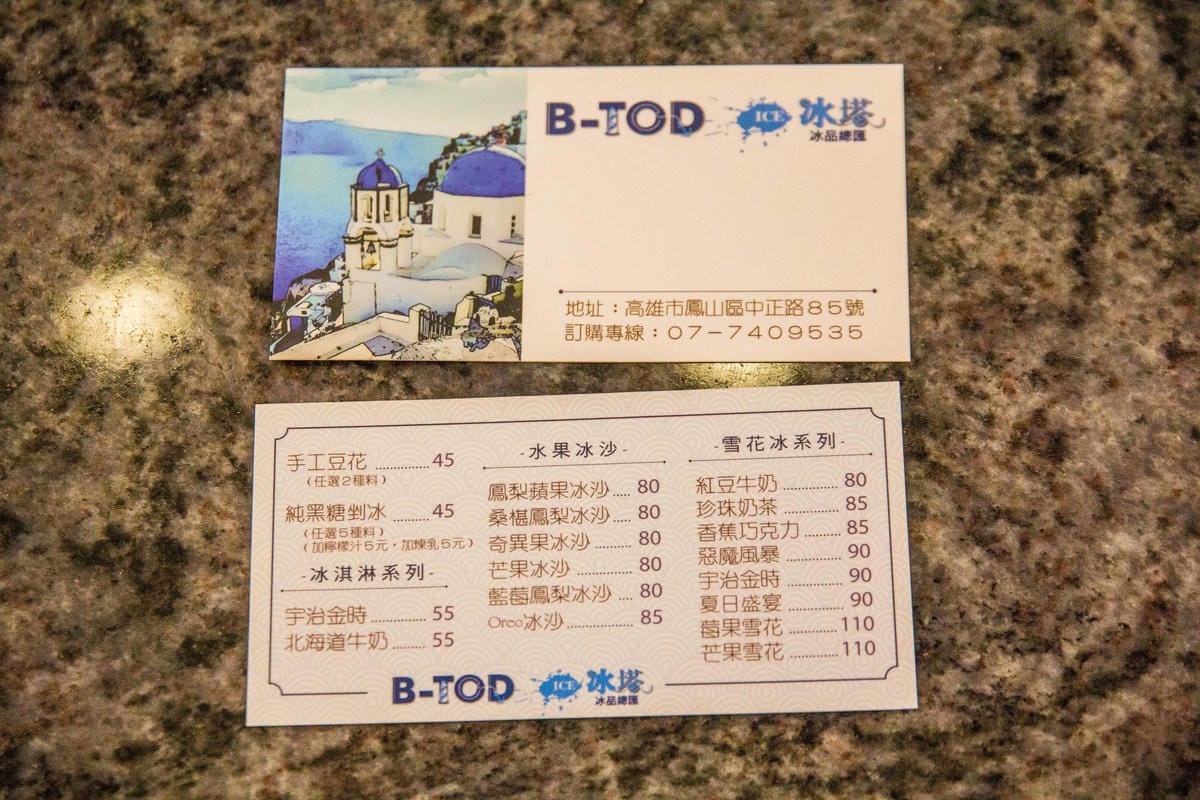 B-TOD ICE 冰塔
冰品總匯
地址：高雄市鳳山區中正路85號
訂購專線：07-7409535
手工豆花 45
（任選2種料）
純黑糖剉冰 45
（任選5種料）
（加檸檬汁5元，加煉乳5元）
-冰淇淋系列-
宇治金時 55
北海道牛奶 55
-水果冰沙-
鳳梨蘋果冰沙 80
桑椹鳳梨冰沙 80
奇異果冰沙 80
芒果冰沙 80
藍莓鳳梨冰沙 80
Oreo冰沙 85
-雪花冰系列-
紅豆牛奶 80
珍珠奶茶 85
香蕉巧克力 85
惡魔風暴 90
宇治金時 90
夏日盛宴 90
莓果雪花 110
芒果雪花 110
B-TOD ICE 冰塔
冰品總匯